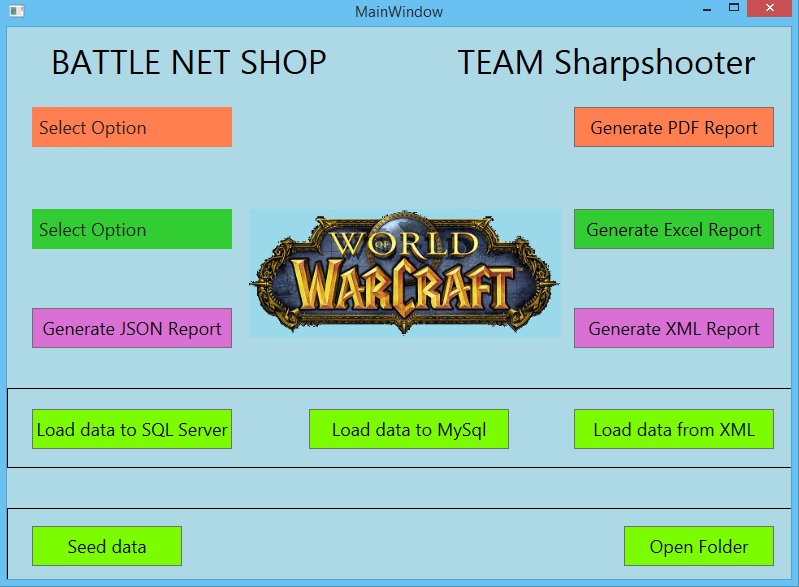 MainWindow
BATTLE NET SHOP
TEAM Sharpshooter
Select Option
Generate PDF Report
Select Option
Generate Excel Report
WORLD
OF
WARCRAFT
Generate JSON Report
Generate XML Report
Load data to SQL Server
Load data to MySql
Load data from XML
Seed data
Open Folder